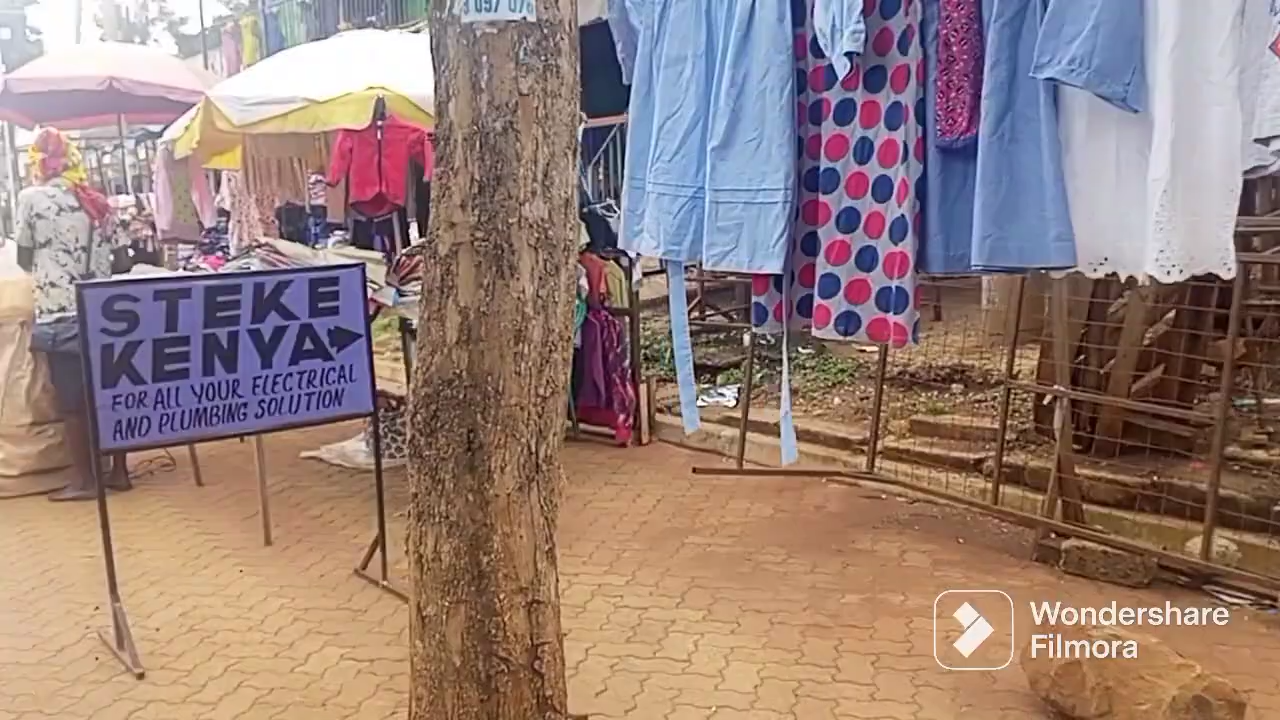 STEKE
KENYA
FOR ALL YOUR ELECTRICAL
AND PLUMBING SOLUTION
Wondershare
Filmora